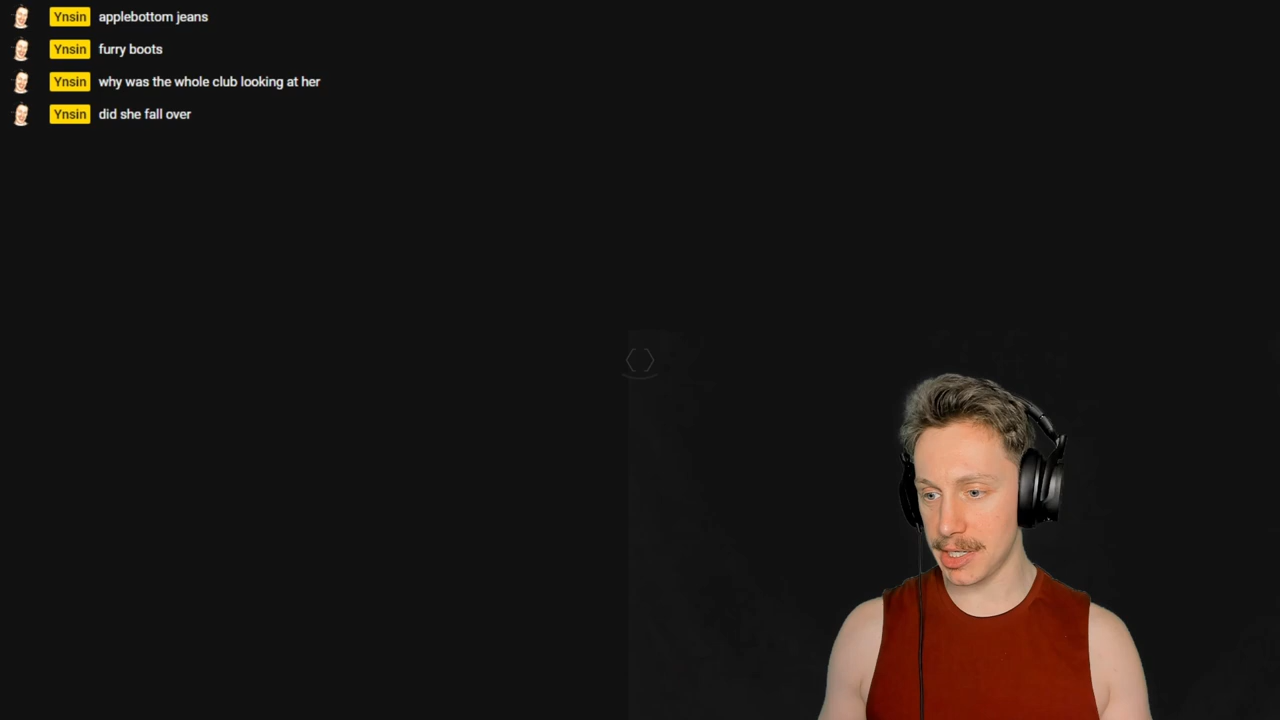 Ynsin applebottom jeans
Ynsin furry boots
Ynsin why was the whole club looking at her
Ynsin did she fall over